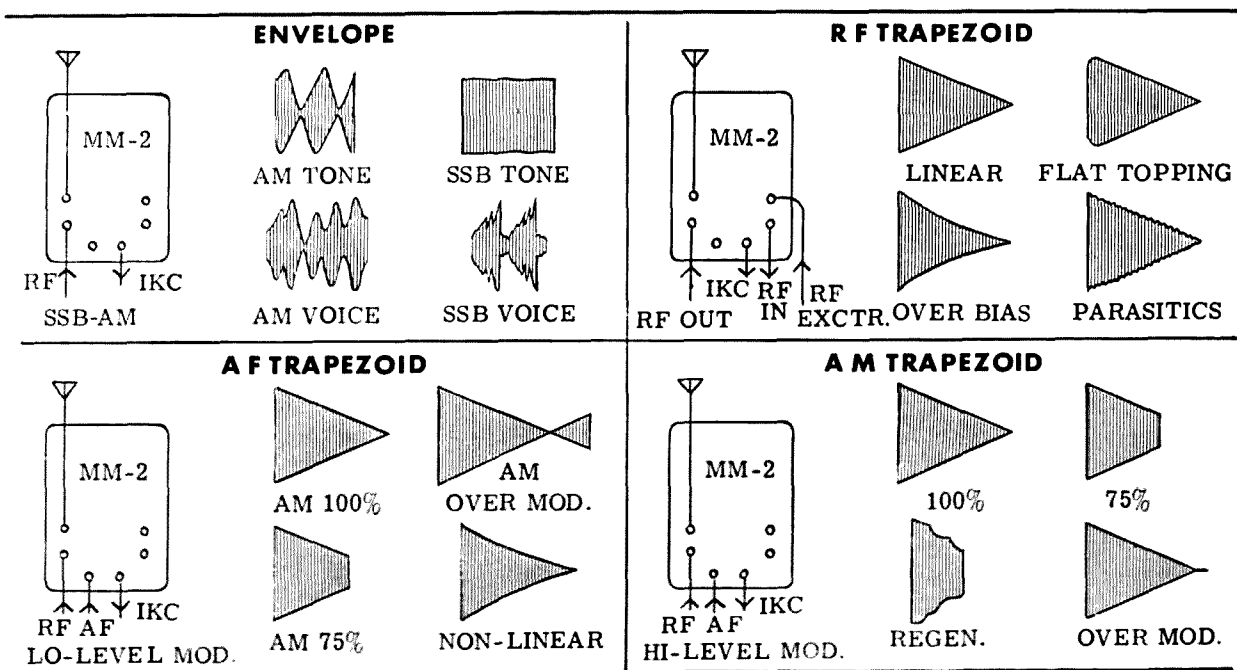 ENVELOPE
MM-2
AM TONE
SSB TONE
RF
IKC
SSB-AM
AM VOICE
SSB VOICE
RF TRAPEZOID
MM-2
LINEAR
FLAT TOPPING
IKC
RF
IN
RF
EXCTR.
RF OUT
OVER BIAS
PARASITICS
AF TRAPEZOID
MM-2
AM 100%
AM
OVER MOD.
RF AF
IKC
LO-LEVEL MOD.
AM 75%
NON-LINEAR
AM TRAPEZOID
MM-2
100%
75%
RF AF
IKC
HI-LEVEL MOD.
REGEN.
OVER MOD.